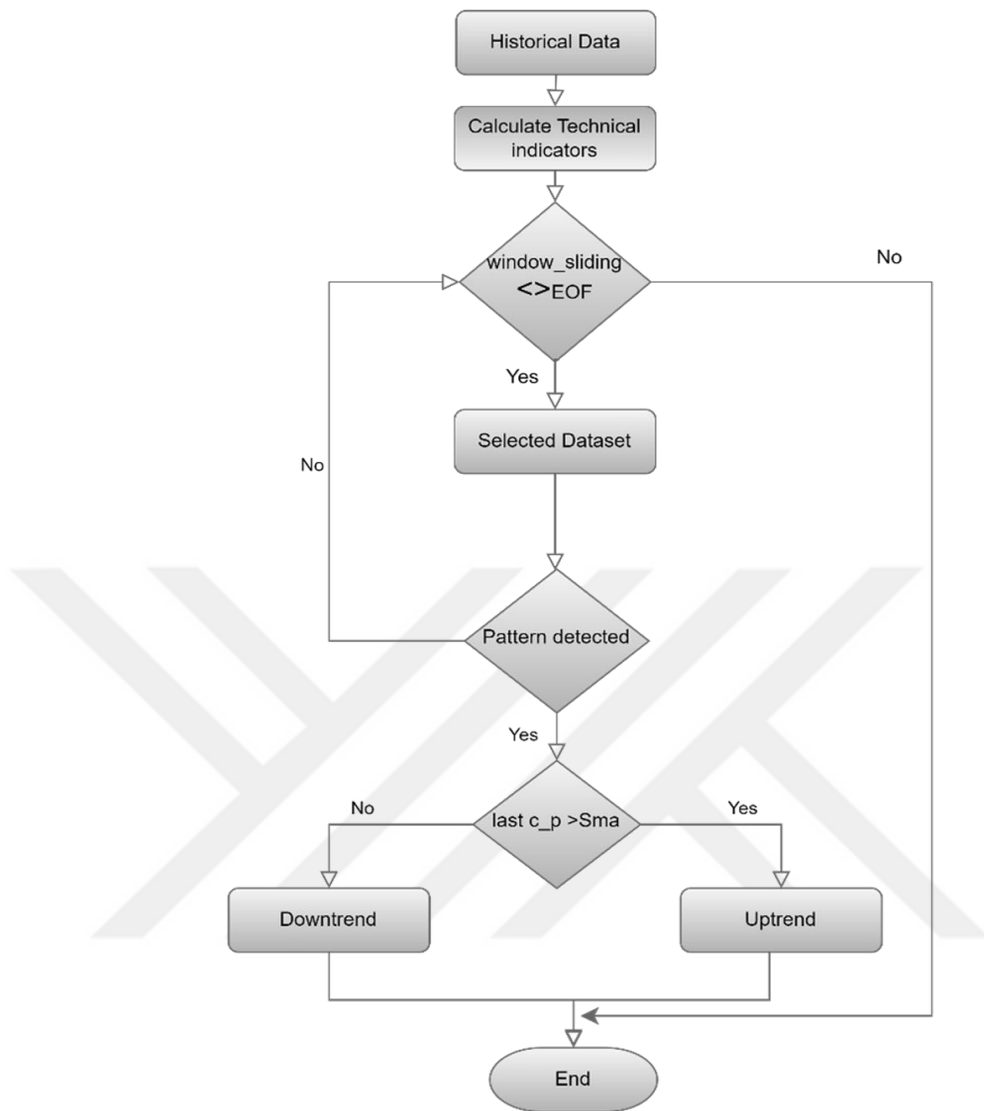 Historical Data
Calculate Technical
indicators
window_sliding
<>EOF
No
Yes
Selected Dataset
No
Pattern detected
Yes
No
last c_p >Sma
Yes
Downtrend
Uptrend
End